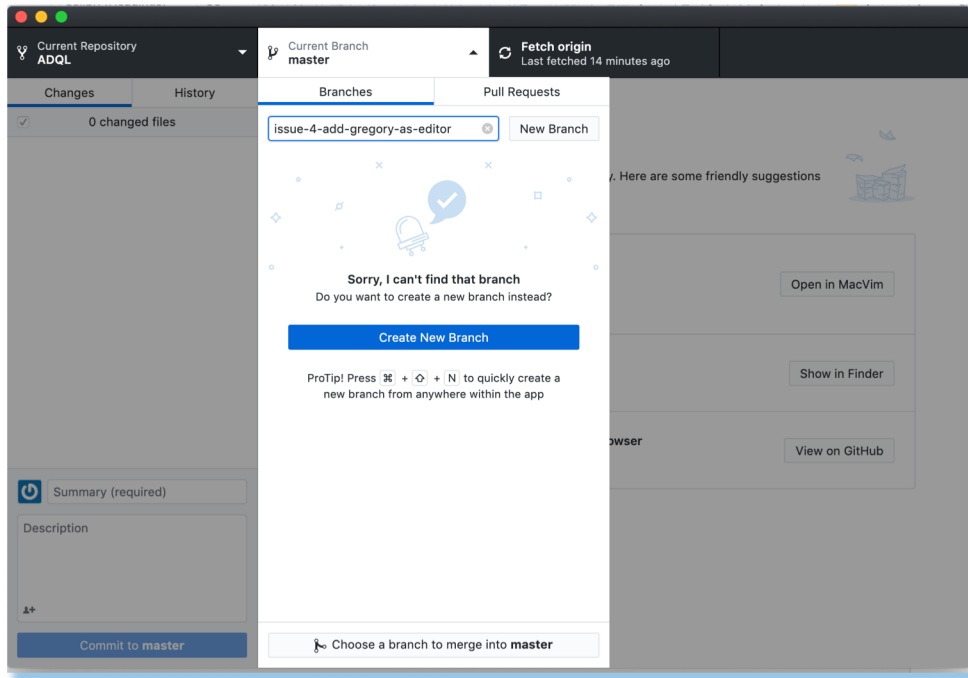 Current Repository
ADQL
Current Branch
master
Fetch origin
Last fetched 14 minutes ago
Changes
History
Branches
Pull Requests
0 changed files
issue-4-add-gregory-as-editor
New Branch
y. Here are some friendly suggestions
Sorry, I can't find that branch
Do you want to create a new branch instead?
Open in MacVim
Create New Branch
ProTip! Press ⌘ + ⇧ + N to quickly create a
new branch from anywhere within the app
Show in Finder
owser
View on GitHub
Summary (required)
Description
Commit to master
Choose a branch to merge into master